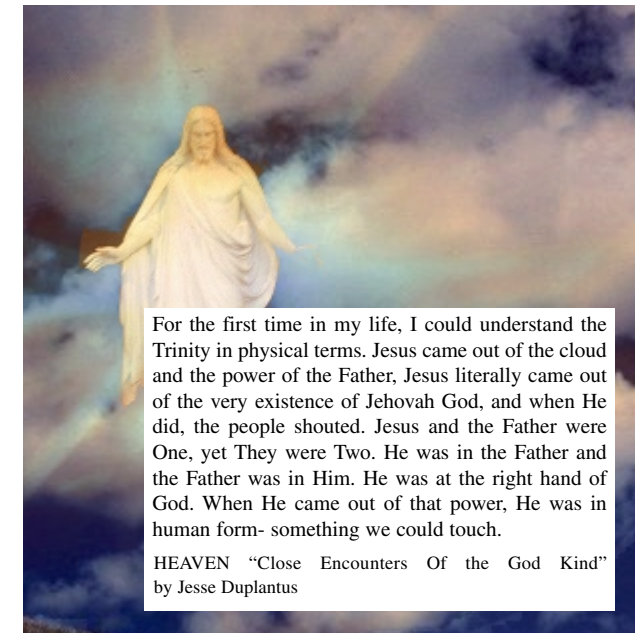 For the first time in my life, I could understand the
Trinity in physical terms. Jesus came out of the cloud
and the power of the Father, Jesus literally came out
of the very existence of Jehovah God, and when He
did, the people shouted. Jesus and the Father were
One, yet They were Two. He was in the Father and
the Father was in Him. He was at the right hand of
God. When He came out of that power, He was in
human form- something we could touch.
HEAVEN “Close Encounters Of the God Kind”
by Jesse Duplantus